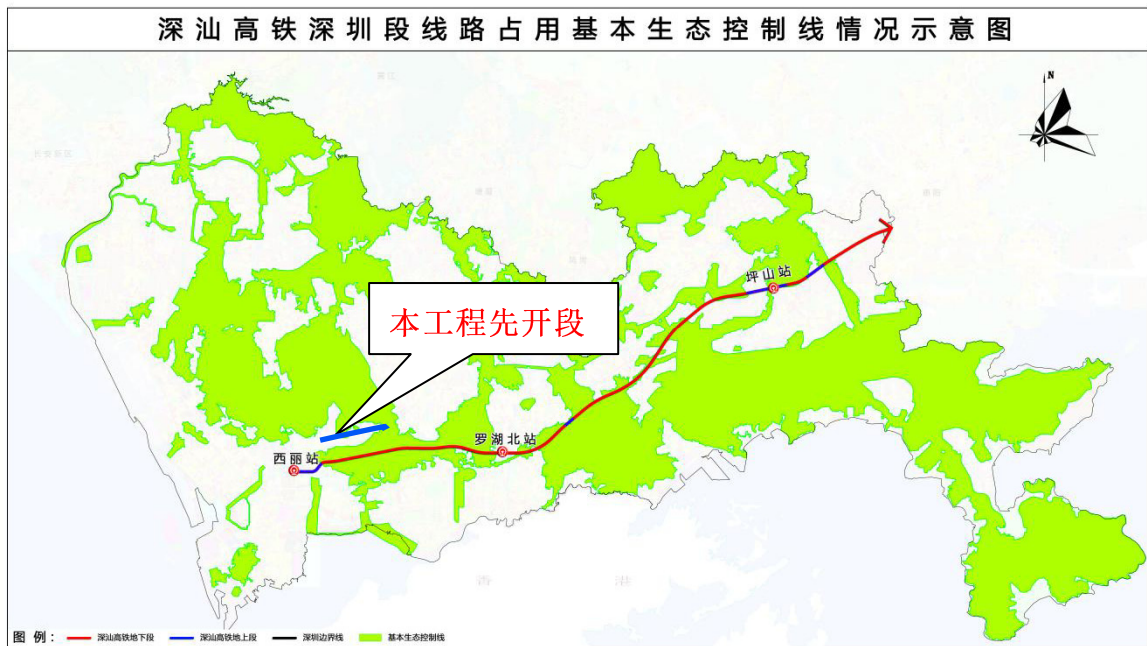 深汕高铁深圳段线路占用基本生态控制线情况示意图
N
坪山站
本工程先开段
罗湖北站
西丽站
香港
图例：
深汕高铁地下段
深汕高铁地上段
深圳边界线
基本生态控制线